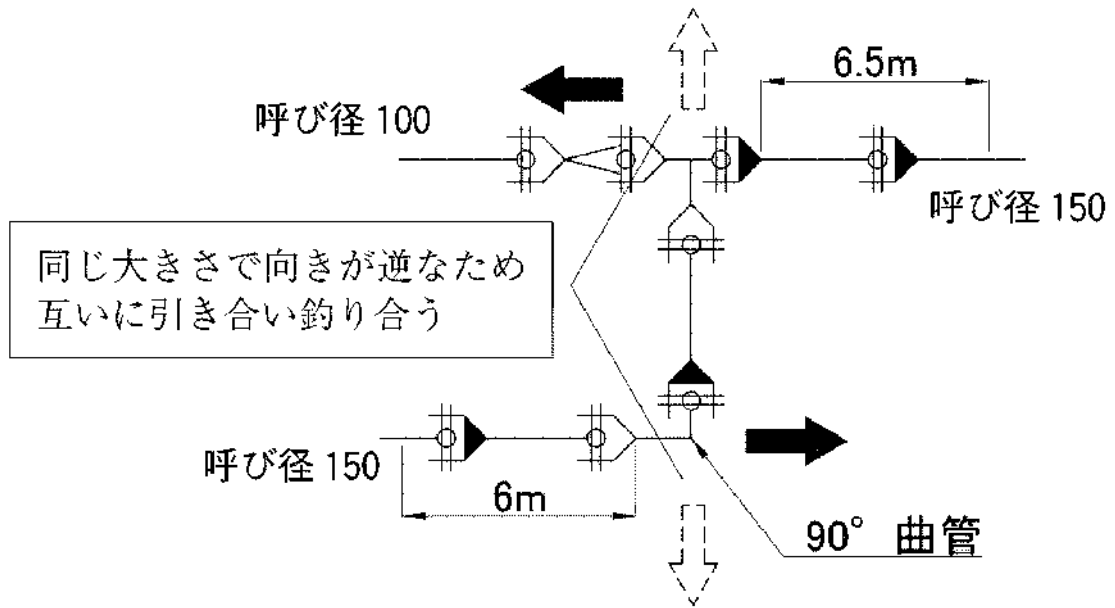 6.5m
呼び径 100
呼び径 150
同じ大きさで向きが逆なため
互いに引き合い釣り合う
呼び径 150
6m
90° 曲管